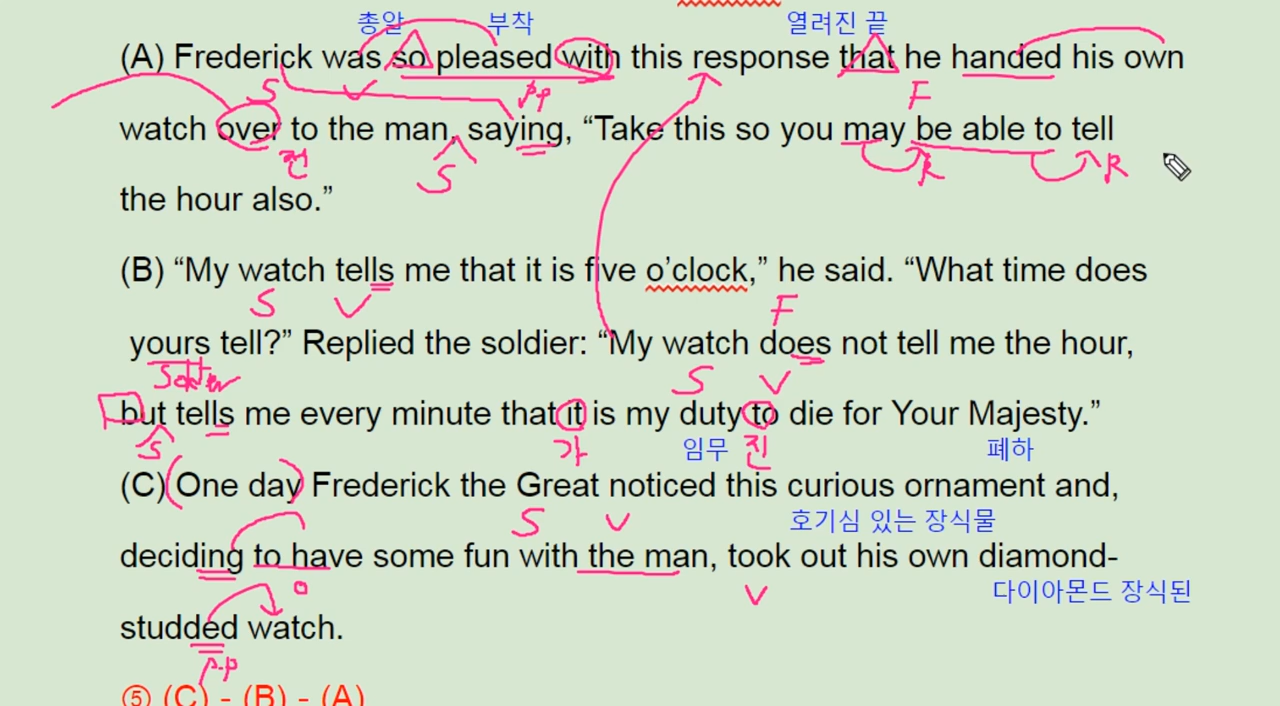 총알 부착 열려진 끝
(A) Frederick was so pleased with this response that he handed his own
S pp F
watch over to the man, saying, “Take this so you may be able to tell
전 S R R
the hour also.”
(B) “My watch tells me that it is five o’clock,” he said. “What time does
S V F
yours tell?” Replied the soldier: “My watch does not tell me the hour,
S V
but tells me every minute that it is my duty to die for Your Majesty.”
S 가 임무 진 폐하
(C) One day Frederick the Great noticed this curious ornament and,
S V 호기심 있는 장식물
deciding to have some fun with the man, took out his own diamond-
o V 다이아몬드 장식된
studded watch.
p.p
⑤ (C) - (B) - (A)